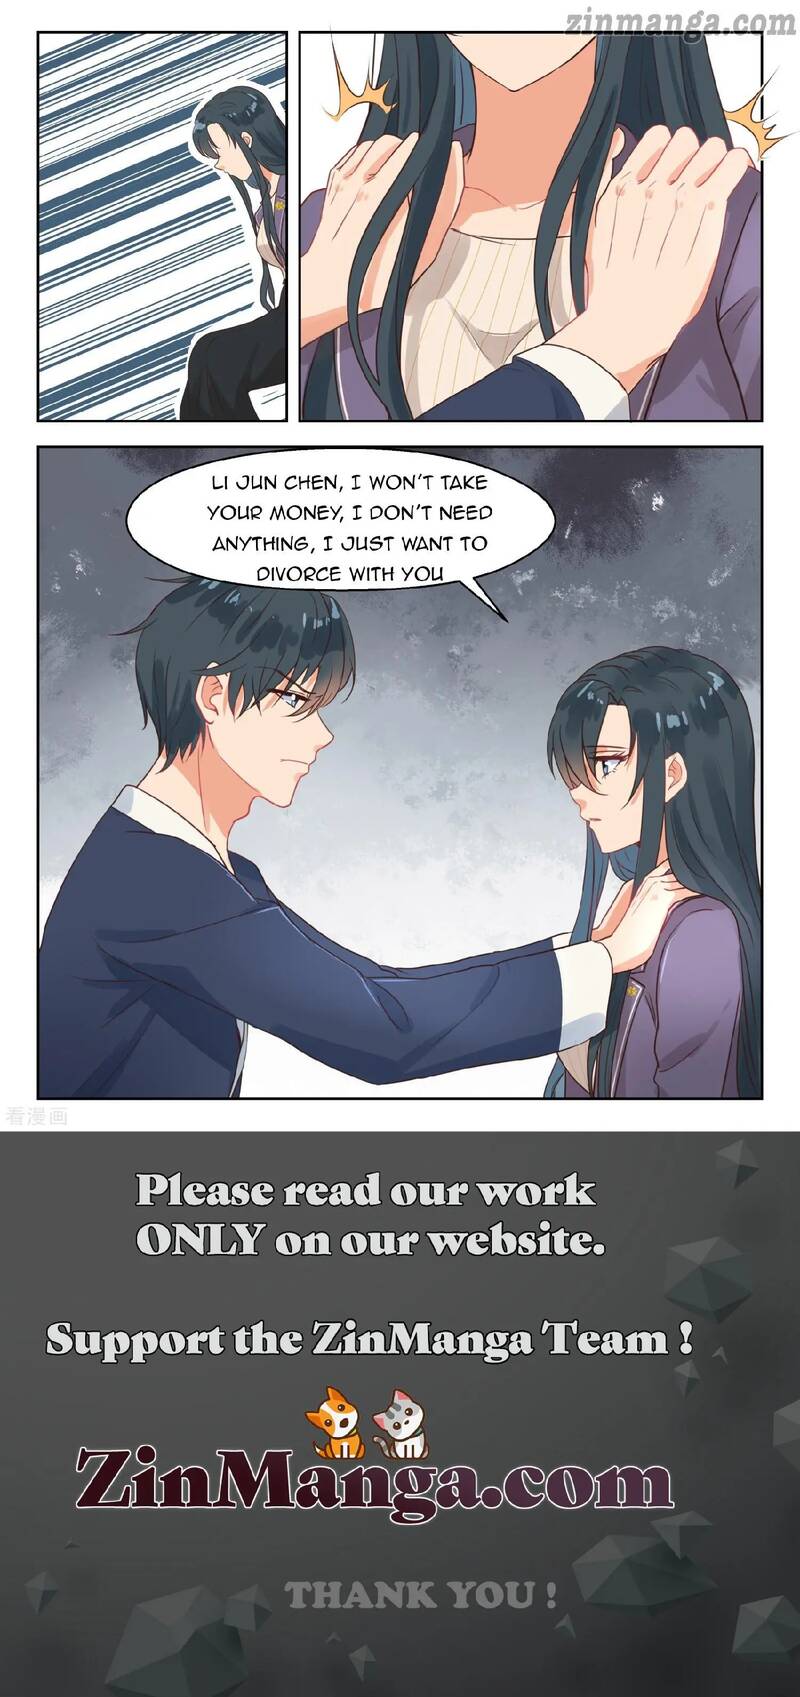 zinmanga.com
LI JUN CHEN, I WON'T TAKE
YOUR MONEY, I DON'T NEED
ANYTHING, I JUST WANT TO
DIVORCE WITH YOU
看漫画
Please read our work
ONLY on our website.
Support the ZinManga Team !
ZinManga.com
THANK YOU !